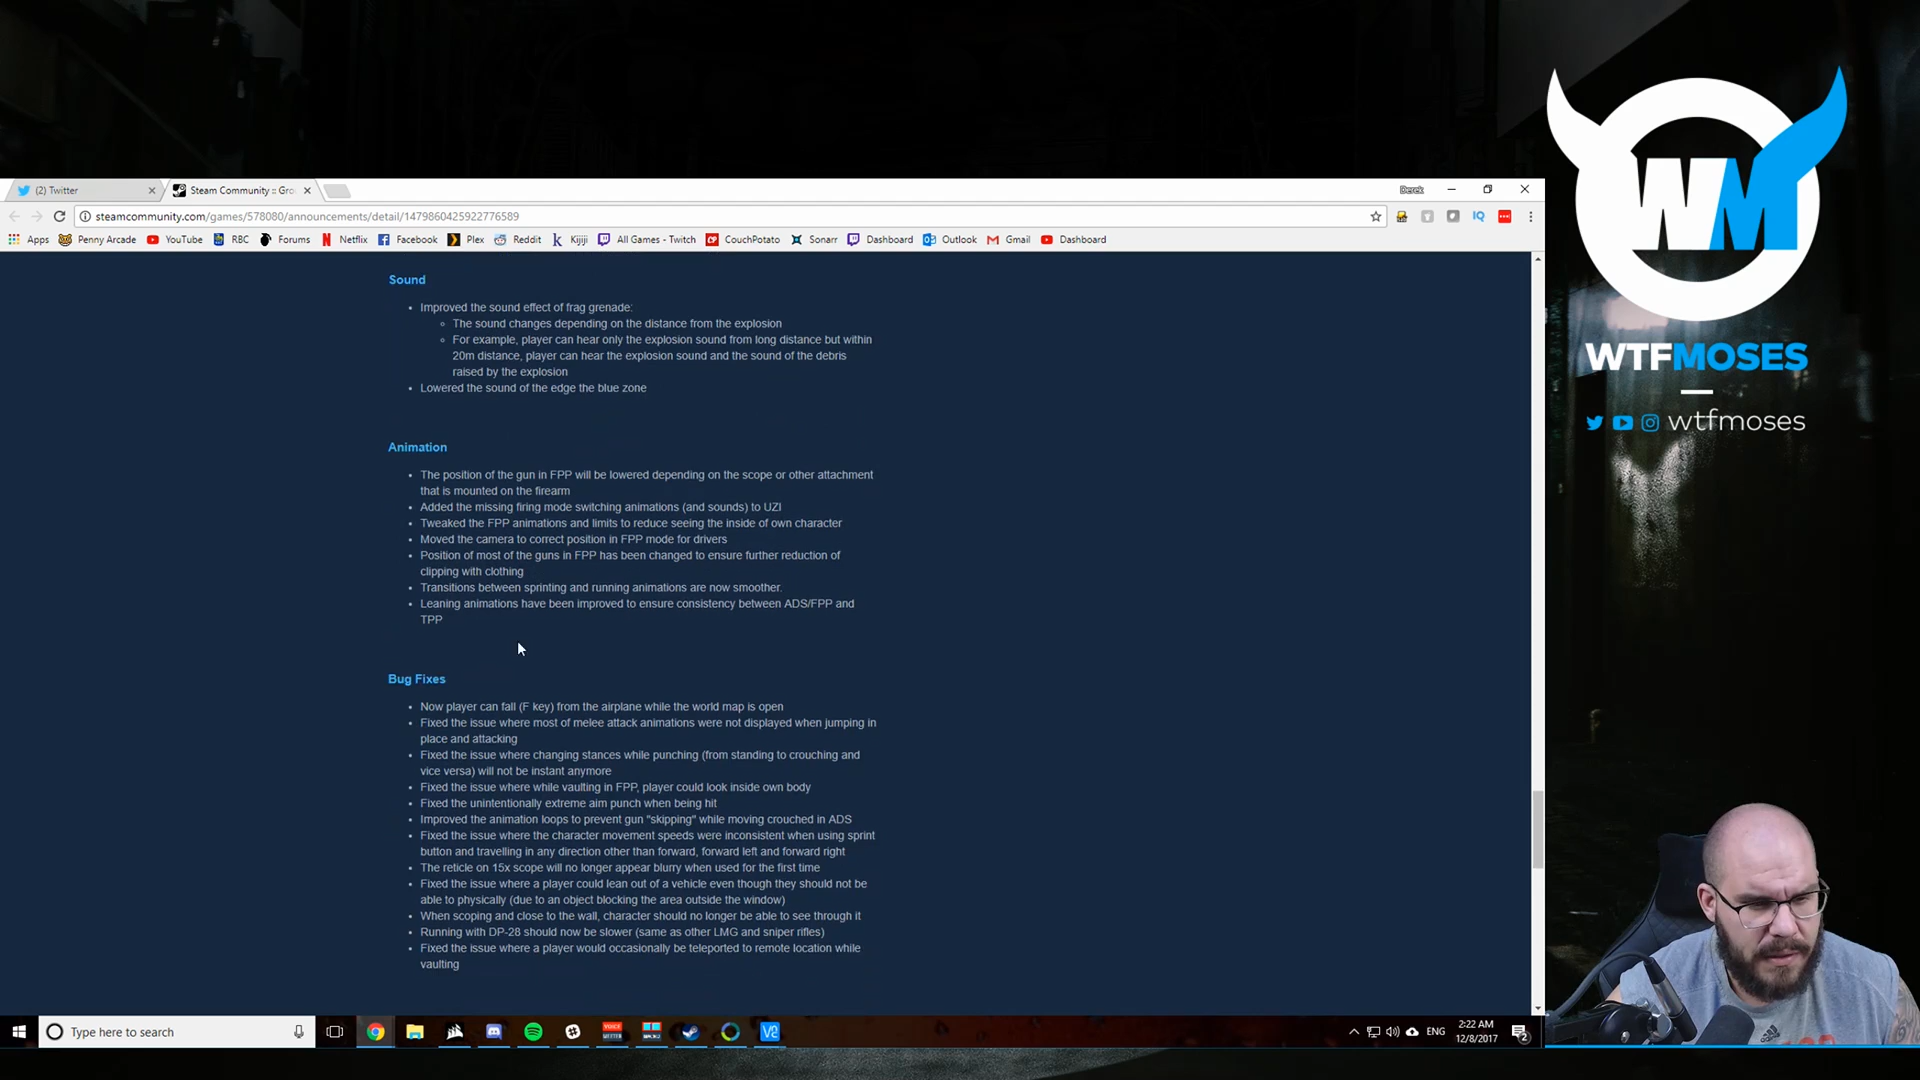 (2) Twitter
Steam Community :: Gro
Derek
steamcommunity.com/games/578080/announcements/detail/1479860425922776589
Apps Penny Arcade YouTube RBC Forums Netflix Facebook Plex Reddit Kijiji All Games - Twitch CouchPotato Sonarr Dashboard Outlook Gmail Dashboard
IQ
Sound
Improved the sound effect of frag grenade:
The sound changes depending on the distance from the explosion
For example, player can hear only the explosion sound from long distance but within
20m distance, player can hear the explosion sound and the sound of the debris
raised by the explosion
Lowered the sound of the edge the blue zone
Animation
The position of the gun in FPP will be lowered depending on the scope or other attachment
that is mounted on the firearm
Added the missing firing mode switching animations (and sounds) to UZI
Tweaked the FPP animations and limits to reduce seeing the inside of own character
Moved the camera to correct position in FPP mode for drivers
Position of most of the guns in FPP has been changed to ensure further reduction of
clipping with clothing
Transitions between sprinting and running animations are now smoother.
Leaning animations have been improved to ensure consistency between ADS/FPP and
TPP
Bug Fixes
Now player can fall (F key) from the airplane while the world map is open
Fixed the issue where most of melee attack animations were not displayed when jumping in
place and attacking
Fixed the issue where changing stances while punching (from standing to crouching and
vice versa) will not be instant anymore
Fixed the issue where while vaulting in FPP, player could look inside own body
Fixed the unintentionally extreme aim punch when being hit
Improved the animation loops to prevent gun "skipping" while moving crouched in ADS
Fixed the issue where the character movement speeds were inconsistent when using sprint
button and travelling in any direction other than forward, forward left and forward right
The reticle on 15x scope will no longer appear blurry when used for the first time
Fixed the issue where a player could lean out of a vehicle even though they should not be
able to physically (due to an object blocking the area outside the window)
When scoping and close to the wall, character should no longer be able to see through it
Running with DP-28 should now be slower (same as other LMG and sniper rifles)
Fixed the issue where a player would occasionally be teleported to remote location while
vaulting
Type here to search
ENG
2:22 AM
12/8/2017
2
WM
WTFMOSES
wtfmoses